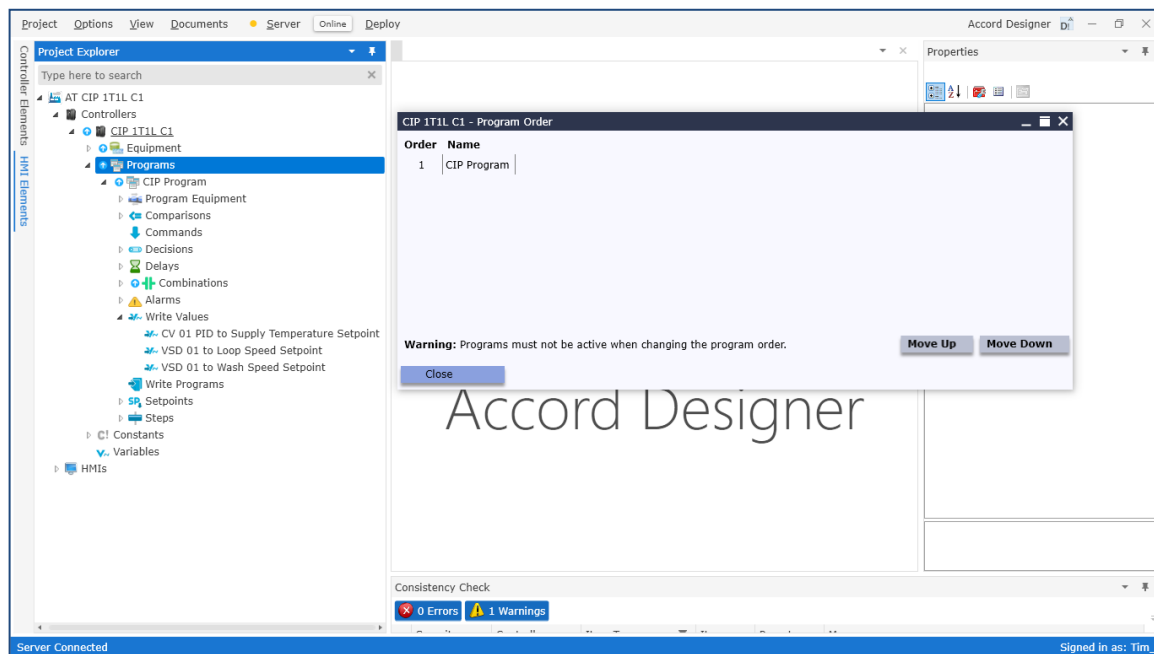 Project Options View Documents Server Online Deploy Accord Designer D!
Controller Elements
HMI Elements
Project Explorer
Type here to search
AT CIP 1T1L C1
Controllers
CIP 1T1L C1
Equipment
Programs
CIP Program
Program Equipment
Comparisons
Commands
Decisions
Delays
Combinations
Alarms
Write Values
CV 01 PID to Supply Temperature Setpoint
VSD 01 to Loop Speed Setpoint
VSD 01 to Wash Speed Setpoint
Write Programs
SP. Setpoints
Steps
C! Constants
V.. Variables
HMIs
CIP 1T1L C1 - Program Order
Order Name
1 CIP Program
Warning: Programs must not be active when changing the program order.
Move Up Move Down
Close
Accord Designer
Properties
Consistency Check
0 Errors 1 Warnings
Server Connected Signed in as: Tim_